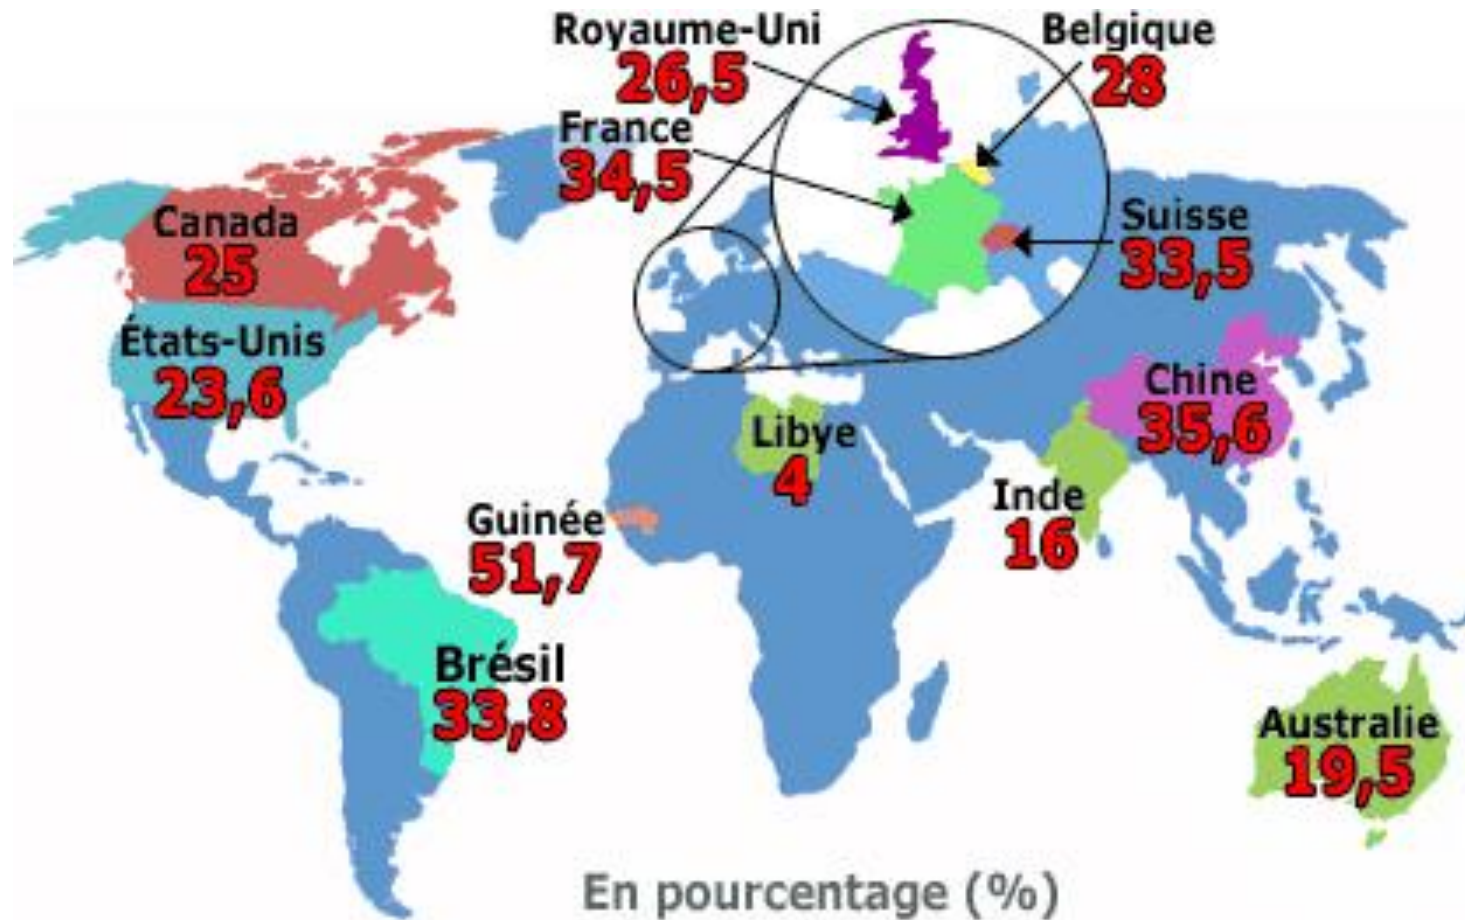 Royaume-Uni
26,5
Belgique
28
France
34,5
Canada
25
Suisse
33,5
États-Unis
23,6
Chine
35,6
Libye
4
Inde
16
Guinée
51,7
Brésil
33,8
Australie
19,5
En pourcentage (%)